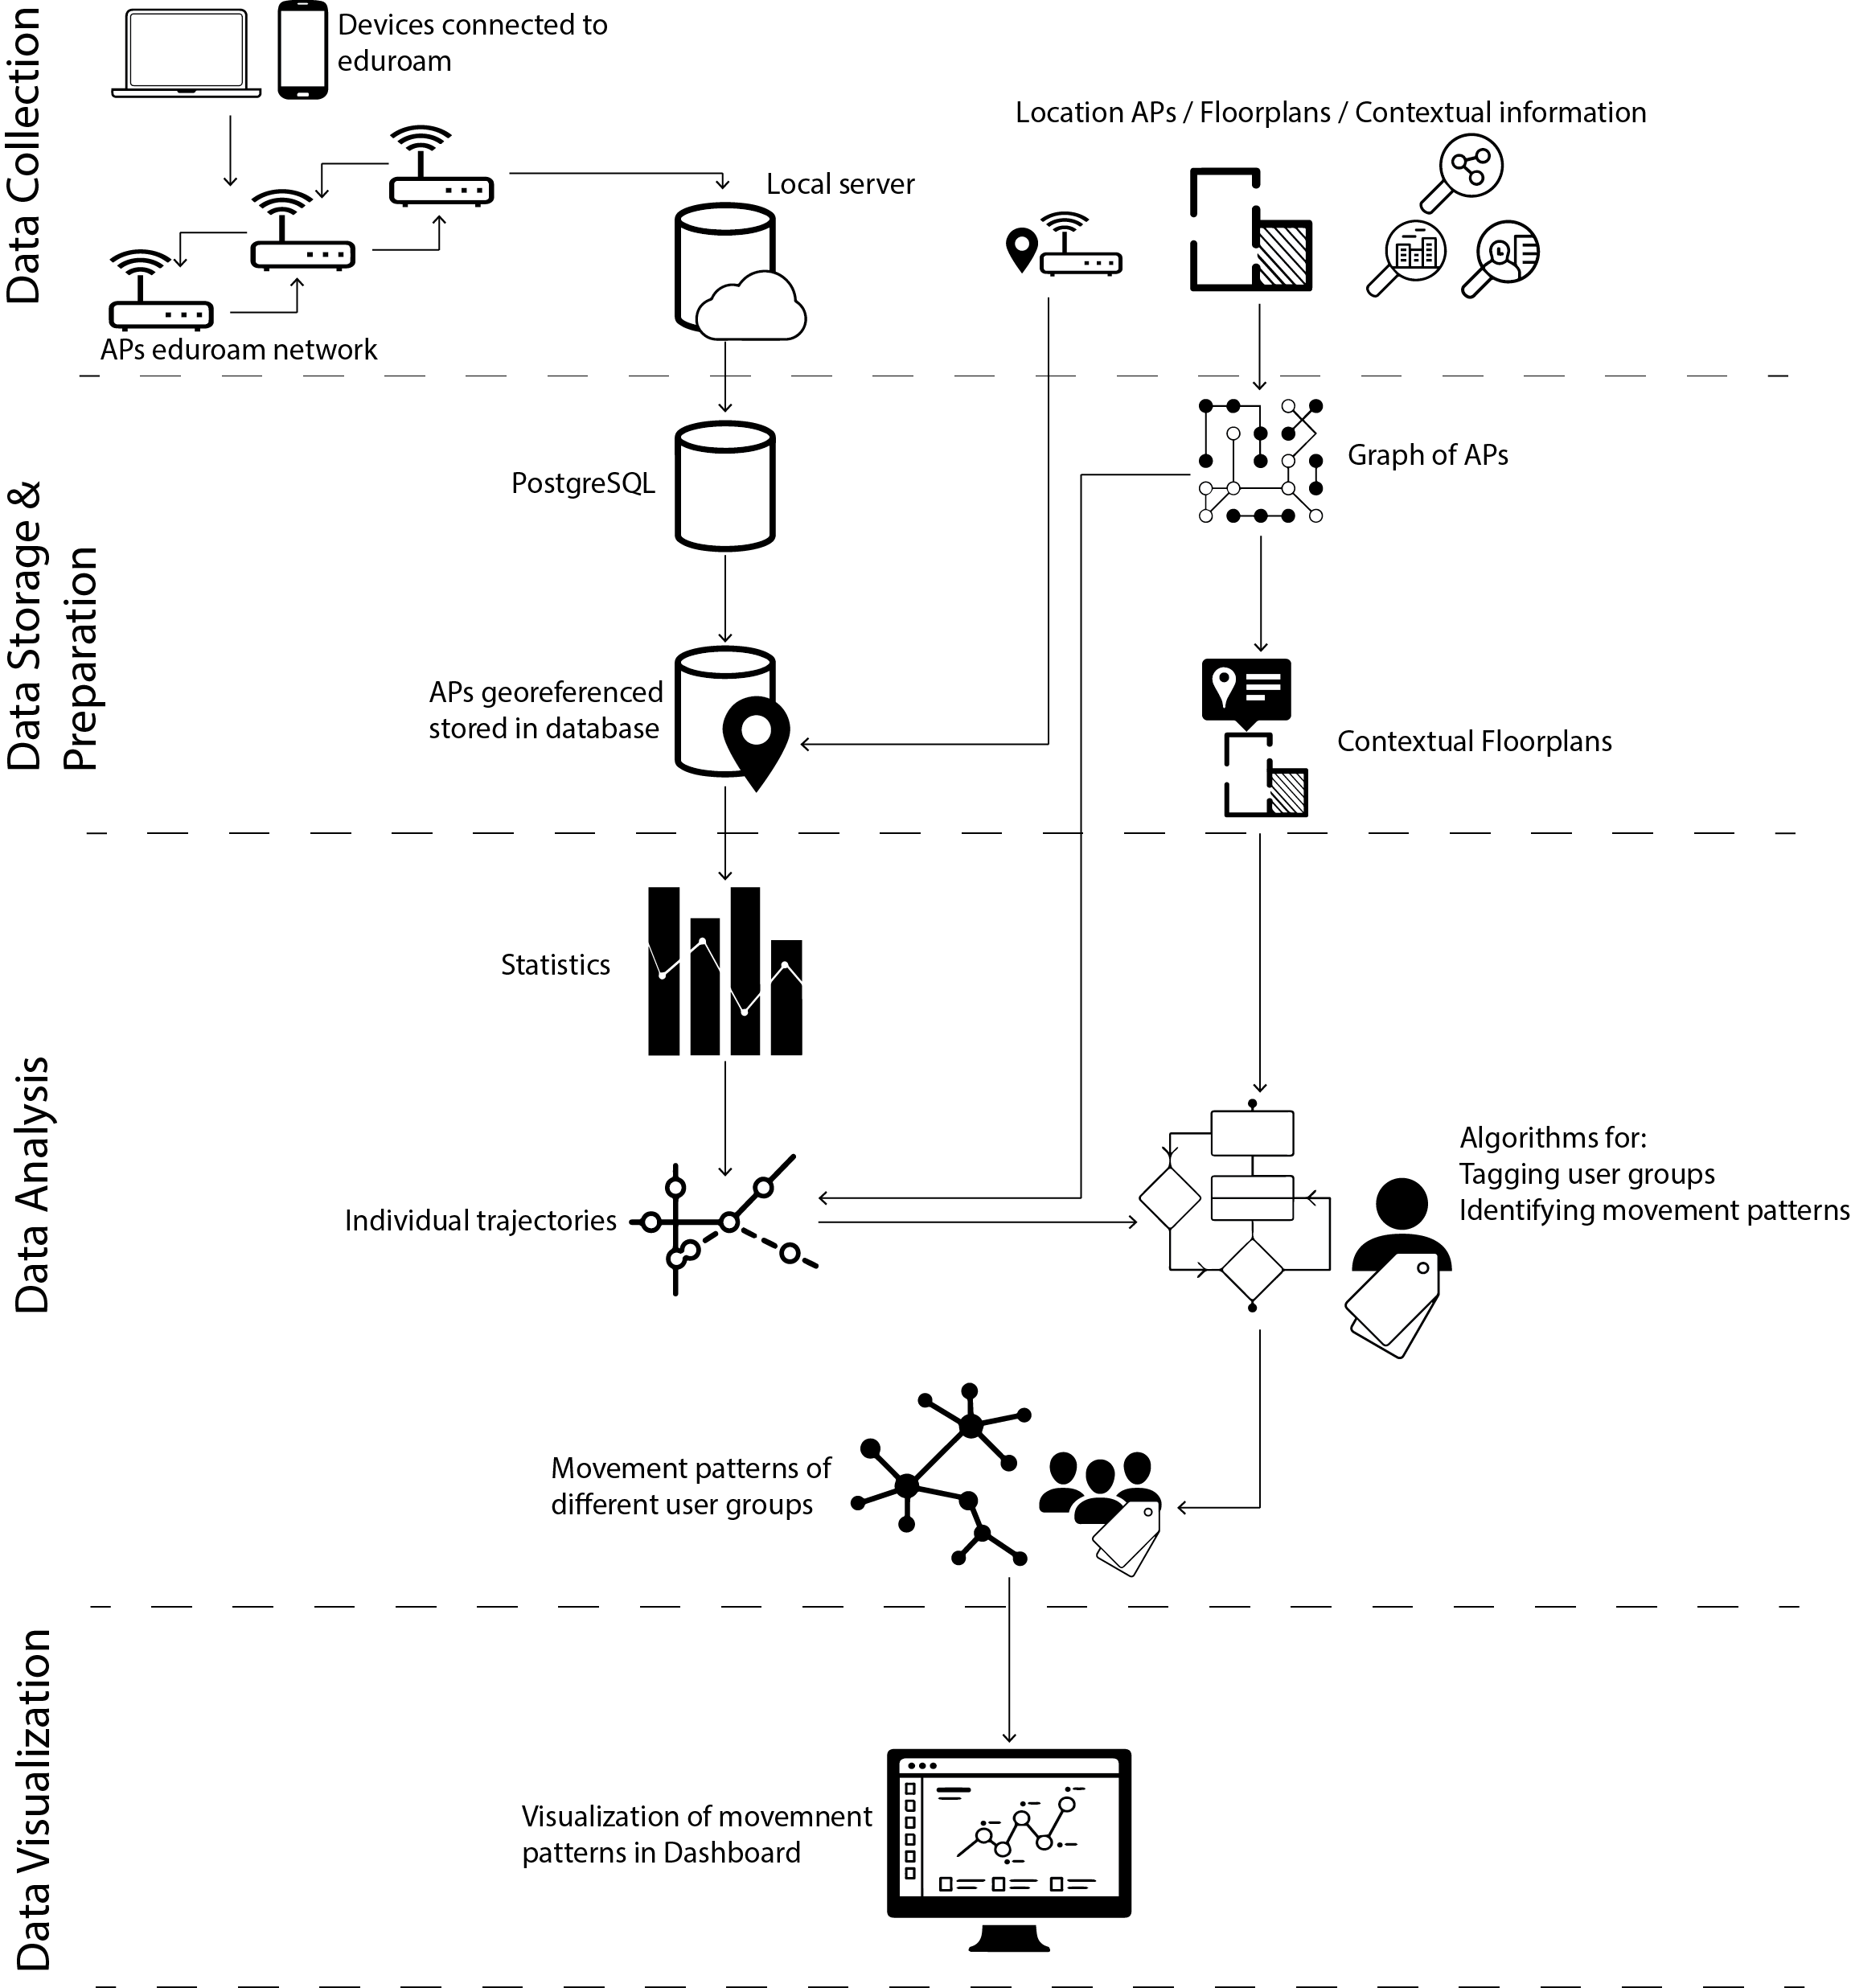 Data Collection
Devices connected to
eduroam
Location APs / Floorplans / Contextual information
Local server
APs eduroam network
Data Storage &
Preparation
PostgreSQL
Graph of APs
APs georeferenced
stored in database
Contextual Floorplans
Data Analysis
Statistics
Algorithms for:
Tagging user groups
Identifying movement patterns
Individual trajectories
Movement patterns of
different user groups
Data Visualization
Visualization of movemnent
patterns in Dashboard